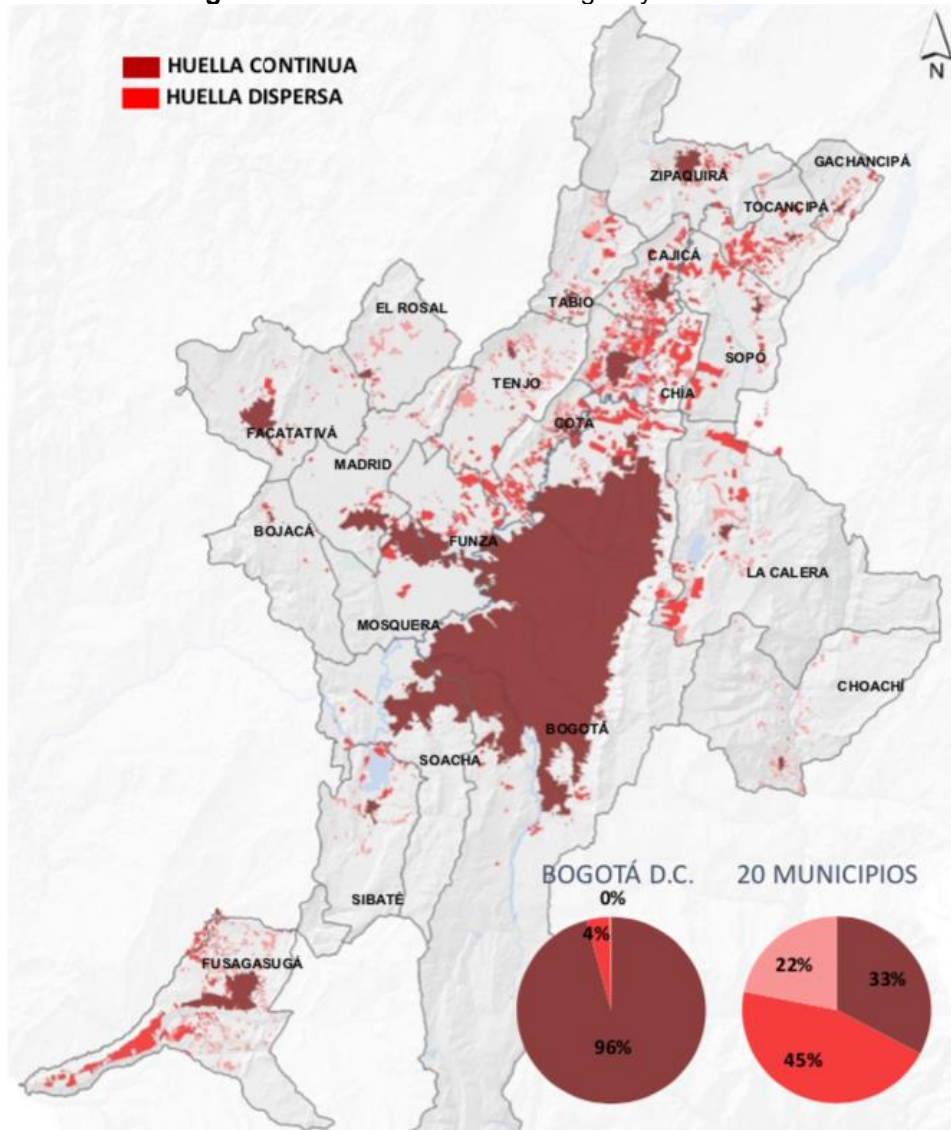 HUELLA CONTINUA
HUELLA DISPERSA
N
GACHANCIPÁ
ZIPAQUIRÁ
TOCANCIPÁ
CAJICÁ
TABIO
EL ROSAL
SOPÓ
TENJO
CHÍA
COTA
FACATATIVÁ
MADRID
BOJACÁ
FUNZA
LA CALERA
MOSQUERA
CHOACHÍ
BOGOTÁ
SOACHA
SIBATÉ
FUSAGASUGÁ
BOGOTÁ D.C.
0%
4%
96%
20 MUNICIPIOS
22%
33%
45%